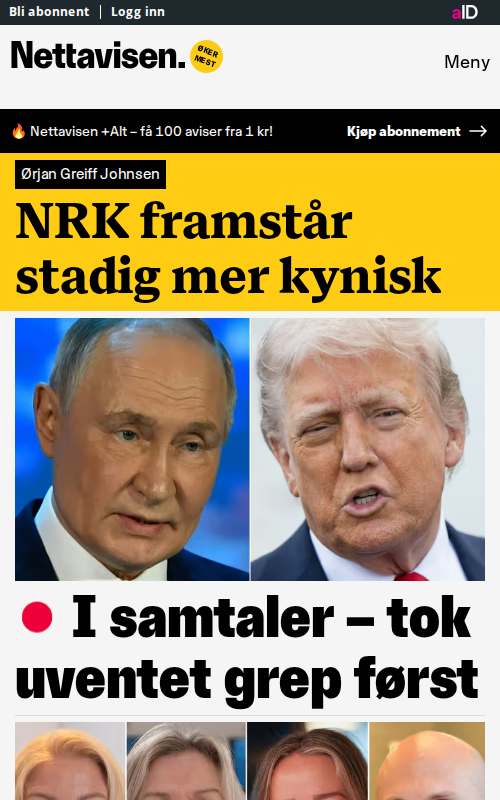 Bli abonnent | Logg inn
aID
Nettavisen.
ØKER
MEST
Meny
Nettavisen +Alt – få 100 aviser fra 1 kr!
Kjøp abonnement
Ørjan Greiff Johnsen
NRK framstår
stadig mer kynisk
I samtaler – tok
uventet grep først